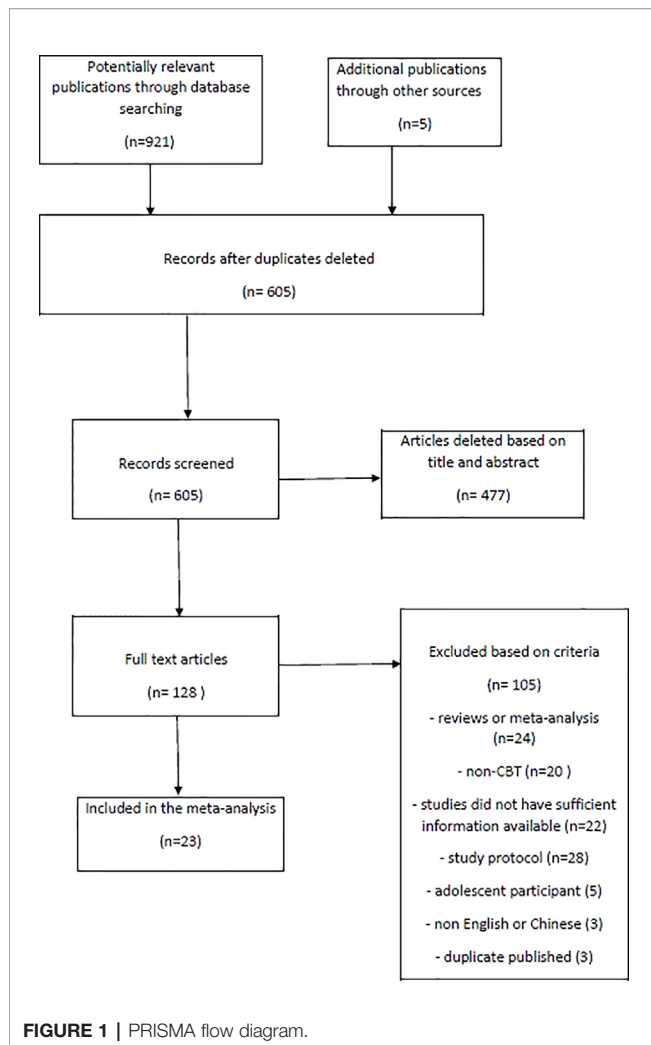 Potentially relevant
publications through database
searching
(n=921)
Additional publications
through other sources
(n=5)
Records after duplicates deleted
(n= 605)
Records screened
(n= 605)
Articles deleted based on
title and abstract
(n= 477)
Full text articles
(n= 128 )
Excluded based on criteria
(n= 105)
- reviews or meta-analysis
(n=24)
- non-CBT (n=20 )
- studies did not have sufficient
information available (n=22)
- study protocol (n=28)
- adolescent participant (5)
- non English or Chinese (3)
- duplicate published (3)
Included in the meta-analysis
(n=23)
FIGURE 1 | PRISMA flow diagram.